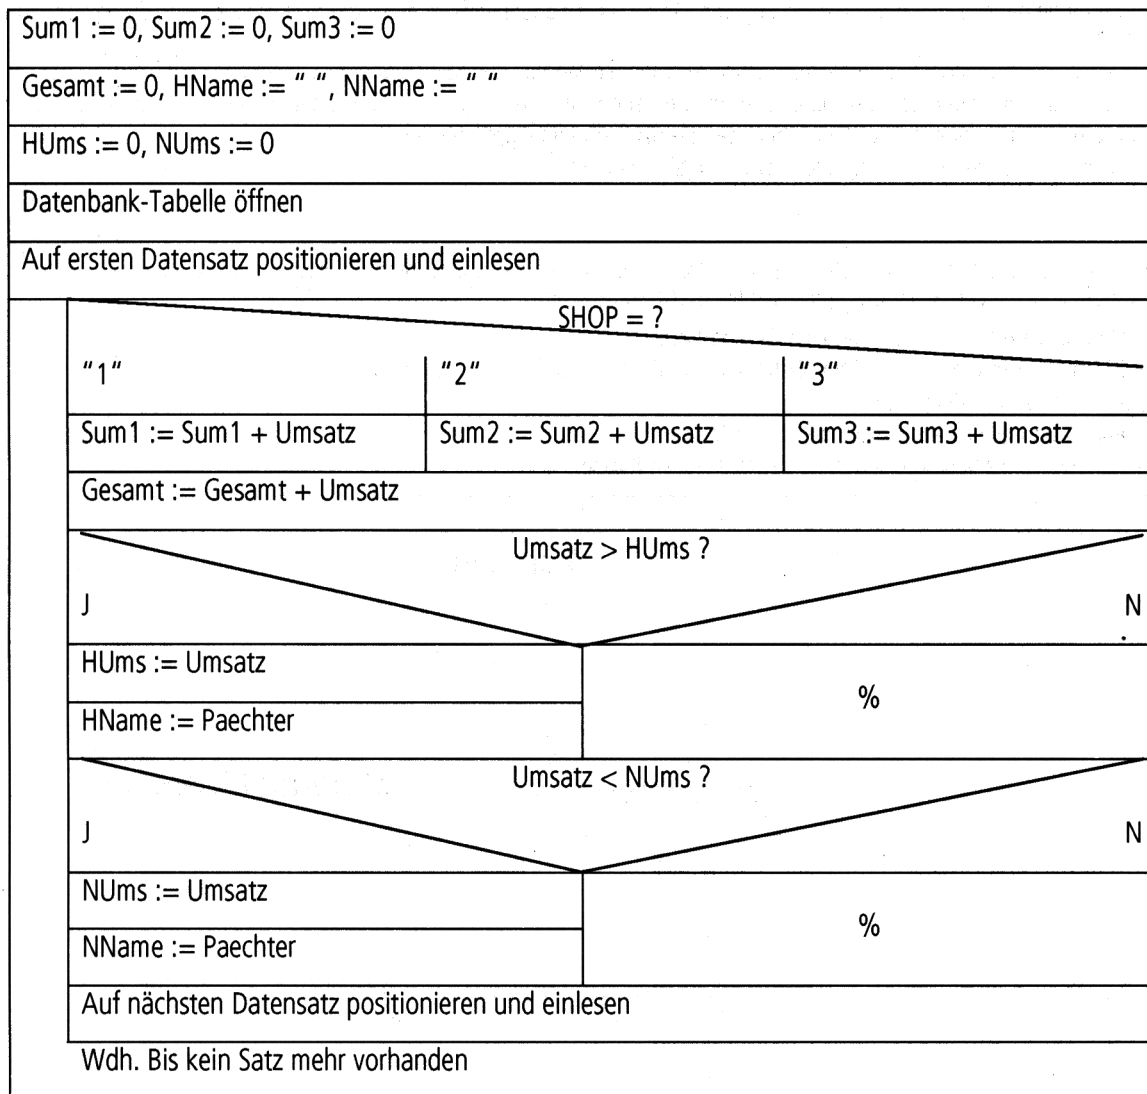 Sum1 := 0, Sum2 := 0, Sum3 := 0
Gesamt := 0, HName := " ", NName := " "
HUms := 0, NUms := 0
Datenbank-Tabelle öffnen
Auf ersten Datensatz positionieren und einlesen
SHOP = ?
"1" "2" "3"
Sum1 := Sum1 + Umsatz Sum2 := Sum2 + Umsatz Sum3 := Sum3 + Umsatz
Gesamt := Gesamt + Umsatz
Umsatz > HUms ?
J N
HUms := Umsatz
%
HName := Paechter
Umsatz < NUms ?
J N
NUms := Umsatz
%
NName := Paechter
Auf nächsten Datensatz positionieren und einlesen
Wdh. Bis kein Satz mehr vorhanden